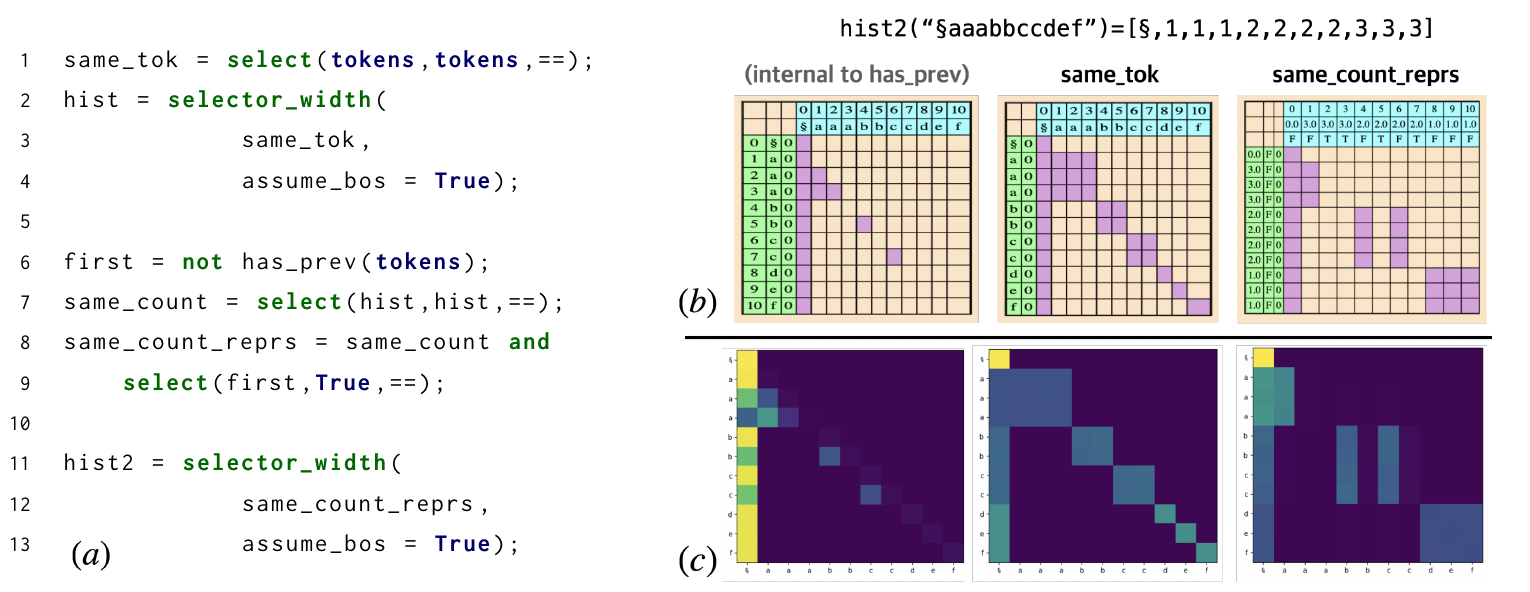 1 same_tok = select(tokens,tokens,==);
2 hist = selector_width(
3 same_tok,
4 assume_bos = True);
5
6 first = not has_prev(tokens);
7 same_count = select(hist,hist,==);
8 same_count_reprs = same_count and
9 select(first,True,==);
10
11 hist2 = selector_width(
12 same_count_reprs,
13 assume_bos = True);
(a)
hist2(“§aaabbccdef”)=[§,1,1,1,2,2,2,2,3,3,3]
(internal to has_prev)
0 1 2 3 4 5 6 7 8 9 10
§ a a a b b c c d e f
0 § 0
1 a 0
2 a 0
3 a 0
4 b 0
5 b 0
6 c 0
7 c 0
8 d 0
9 e 0
10 f 0
same_tok
0 1 2 3 4 5 6 7 8 9 10
§ a a a b b c c d e f
§ 0
a 0
a 0
a 0
b 0
b 0
c 0
c 0
d 0
e 0
f 0
same_count_reprs
0 1 2 3 4 5 6 7 8 9 10
0.0 3.0 3.0 3.0 2.0 2.0 2.0 2.0 1.0 1.0 1.0
F F T T F T F T F F F
0.0 F 0
3.0 F 0
3.0 F 0
3.0 F 0
2.0 F 0
2.0 F 0
2.0 F 0
2.0 F 0
1.0 F 0
1.0 F 0
1.0 F 0
(b)
§
a
a
a
b
b
c
c
d
e
f
§ a a a b b c c d e f
§
a
a
a
b
b
c
c
d
e
f
§ a a a b b c c d e f
§
a
a
a
b
b
c
c
d
e
f
§ a a a b b c c d e f
(c)